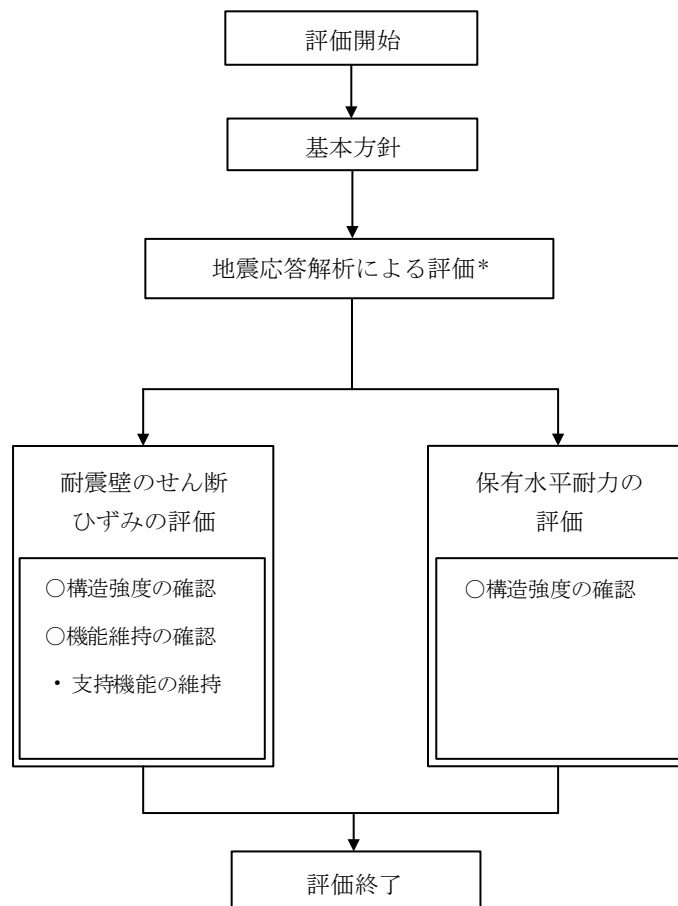 評価開始
基本方針
地震応答解析による評価*
耐震壁のせん断
ひずみの評価
○構造強度の確認
○機能維持の確認
・支持機能の維持
保有水平耐力の
評価
○構造強度の確認
評価終了